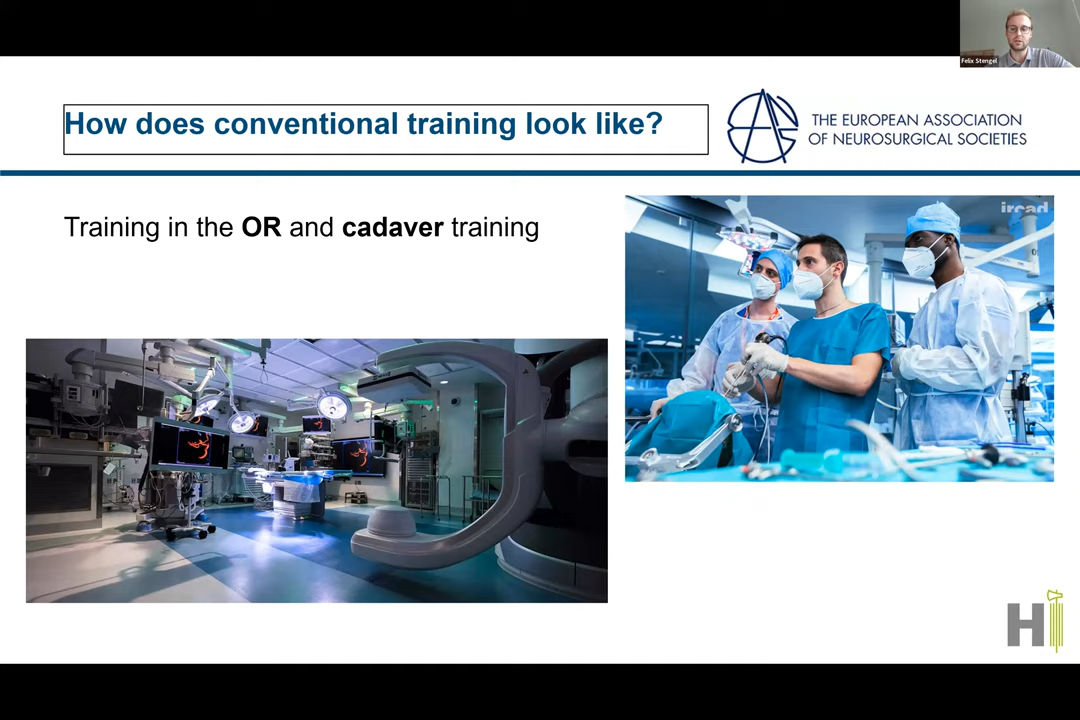 Felix Stengel
How does conventional training look like?
THE EUROPEAN ASSOCIATION
OF NEUROSURGICAL SOCIETIES
Training in the OR and cadaver training
ircad
H